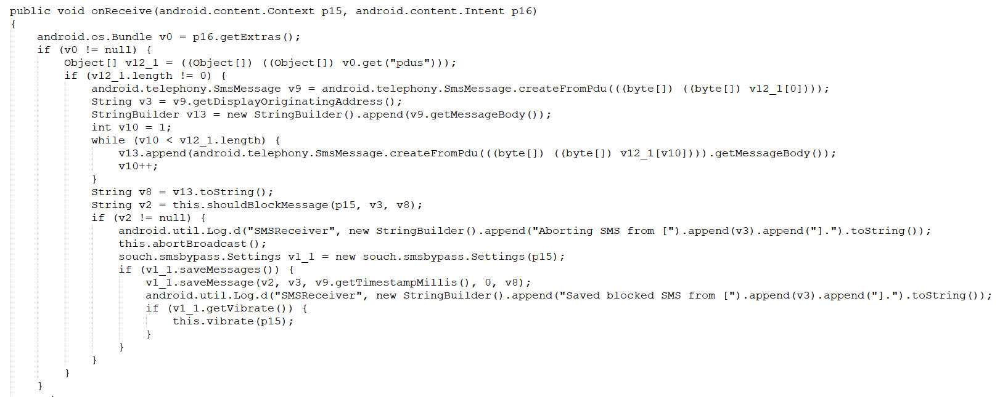 public void onReceive(android.content.Context p15, android.content.Intent p16)
{
    android.os.Bundle v0 = p16.getExtras();
    if (v0 != null) {
        Object[] v12_1 = ((Object[]) ((Object[]) v0.get("pdus")));
        if (v12_1.length != 0) {
            android.telephony.SmsMessage v9 = android.telephony.SmsMessage.createFromPdu(((byte[]) ((byte[]) v12_1[0])));
            String v3 = v9.getDisplayOriginatingAddress();
            StringBuilder v13 = new StringBuilder().append(v9.getMessageBody());
            int v10 = 1;
            while (v10 < v12_1.length) {
                v13.append(android.telephony.SmsMessage.createFromPdu(((byte[]) ((byte[]) v12_1[v10]))).getMessageBody());
                v10++;
            }
            String v8 = v13.toString();
            String v2 = this.shouldBlockMessage(p15, v3, v8);
            if (v2 != null) {
                android.util.Log.d("SMSReceiver", new StringBuilder().append("Aborting SMS from [").append(v3).append("].").toString());
                this.abortBroadcast();
                souch.smsbypass.Settings v1_1 = new souch.smsbypass.Settings(p15);
                if (v1_1.saveMessages()) {
                    v1_1.saveMessage(v2, v3, v9.getTimestampMillis(), 0, v8);
                    android.util.Log.d("SMSReceiver", new StringBuilder().append("Saved blocked SMS from [").append(v3).append("].").toString());
                    if (v1_1.getVibrate()) {
                        this.vibrate(p15);
                    }
                }
            }
        }
    }